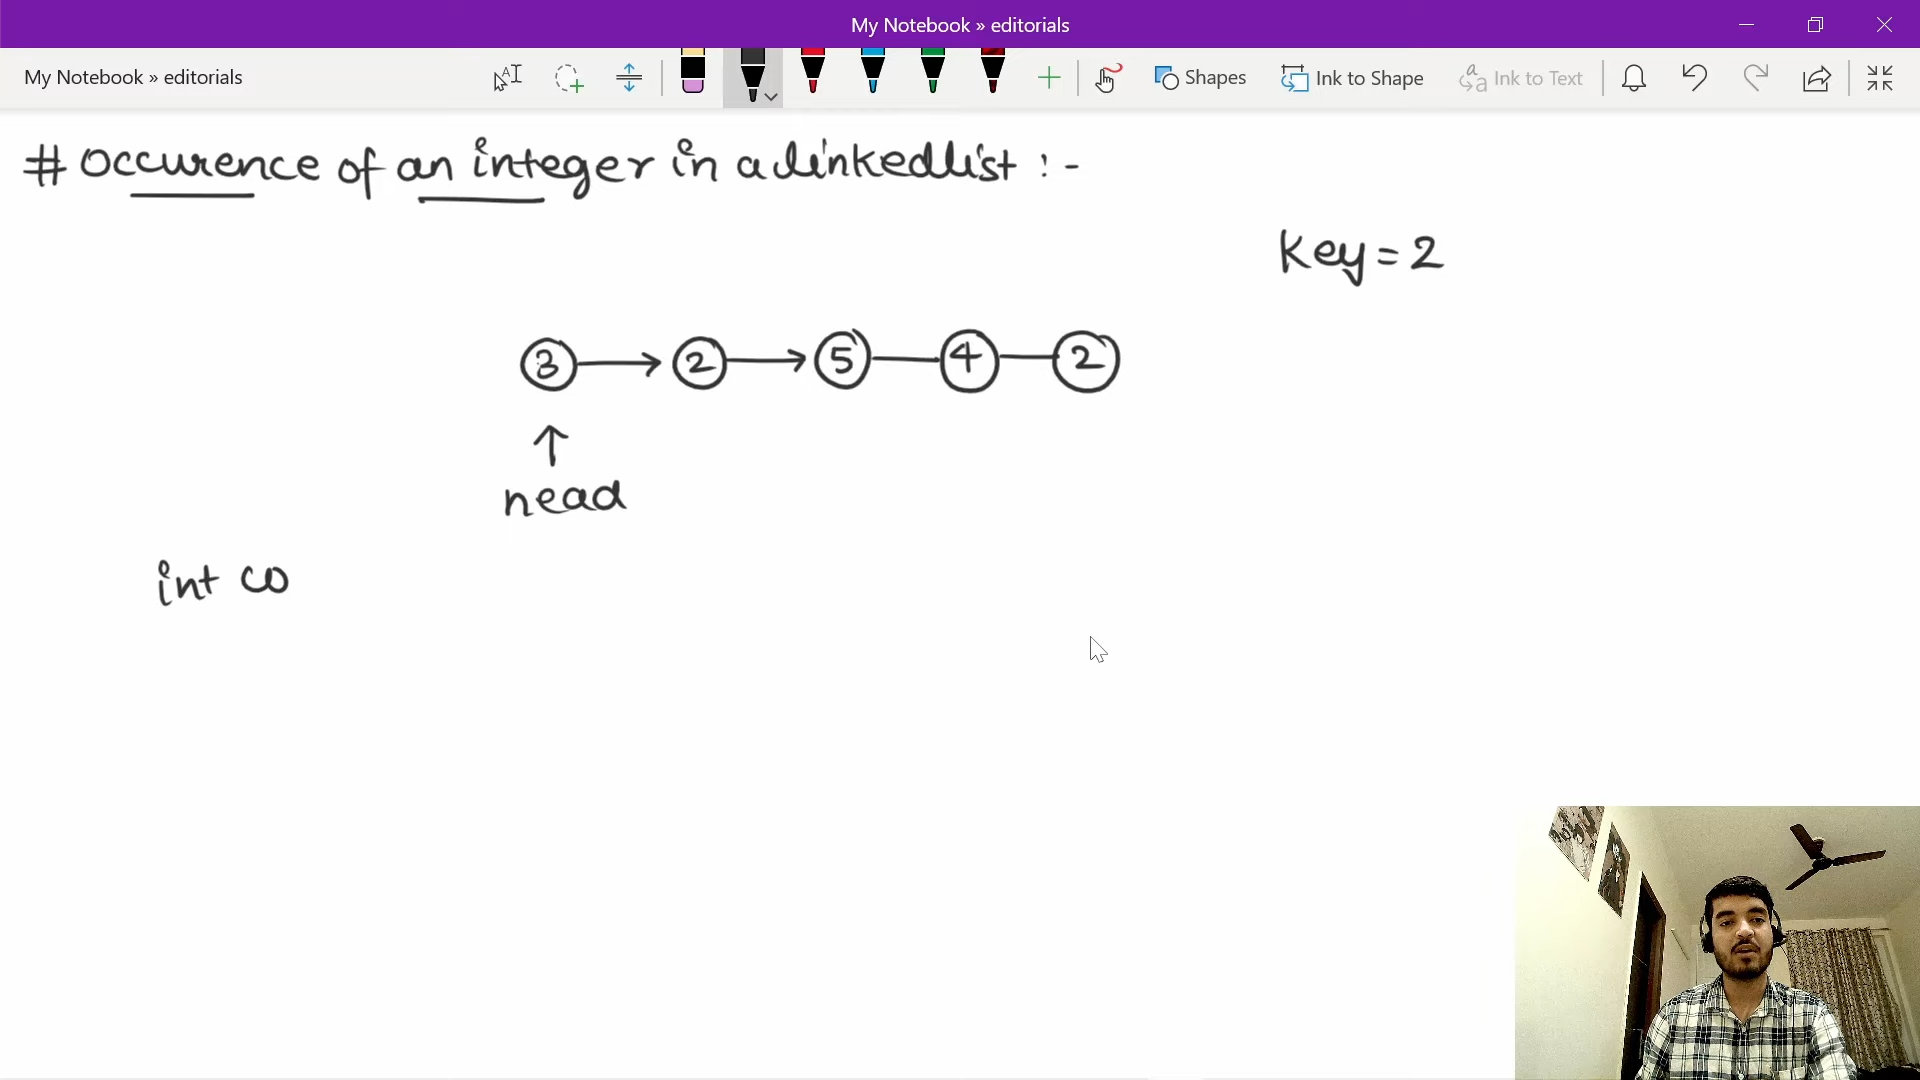 My Notebook » editorials
My Notebook » editorials Shapes Ink to Shape Ink to Text
# Occurence of an integer in a linkedlist :-
Key = 2
3 2 5 4 2
head
int co